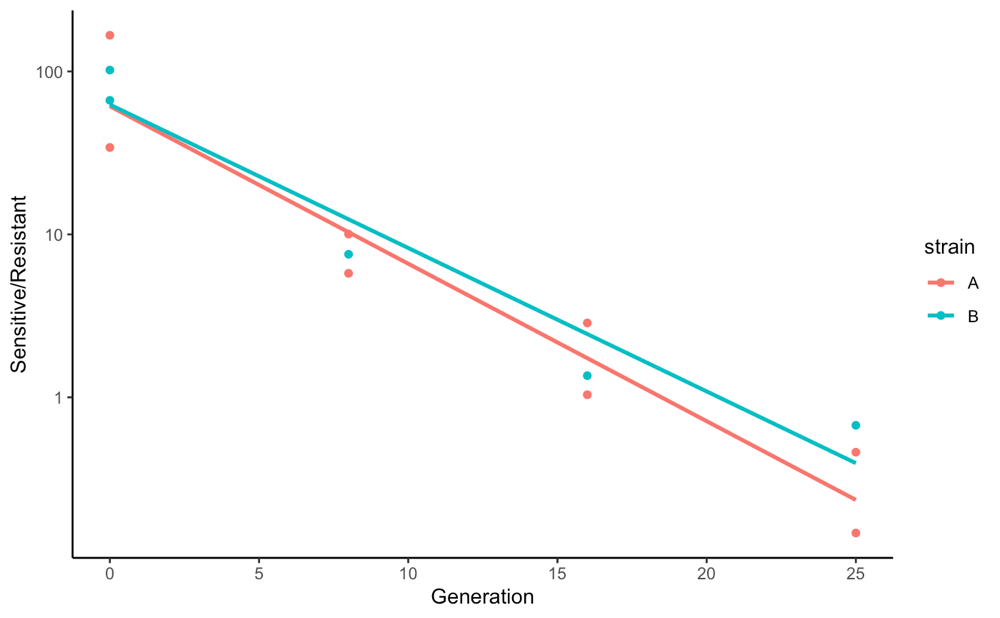 Sensitive/Resistant
100
10
1
0 5 10 15 20 25
Generation
strain
A
B